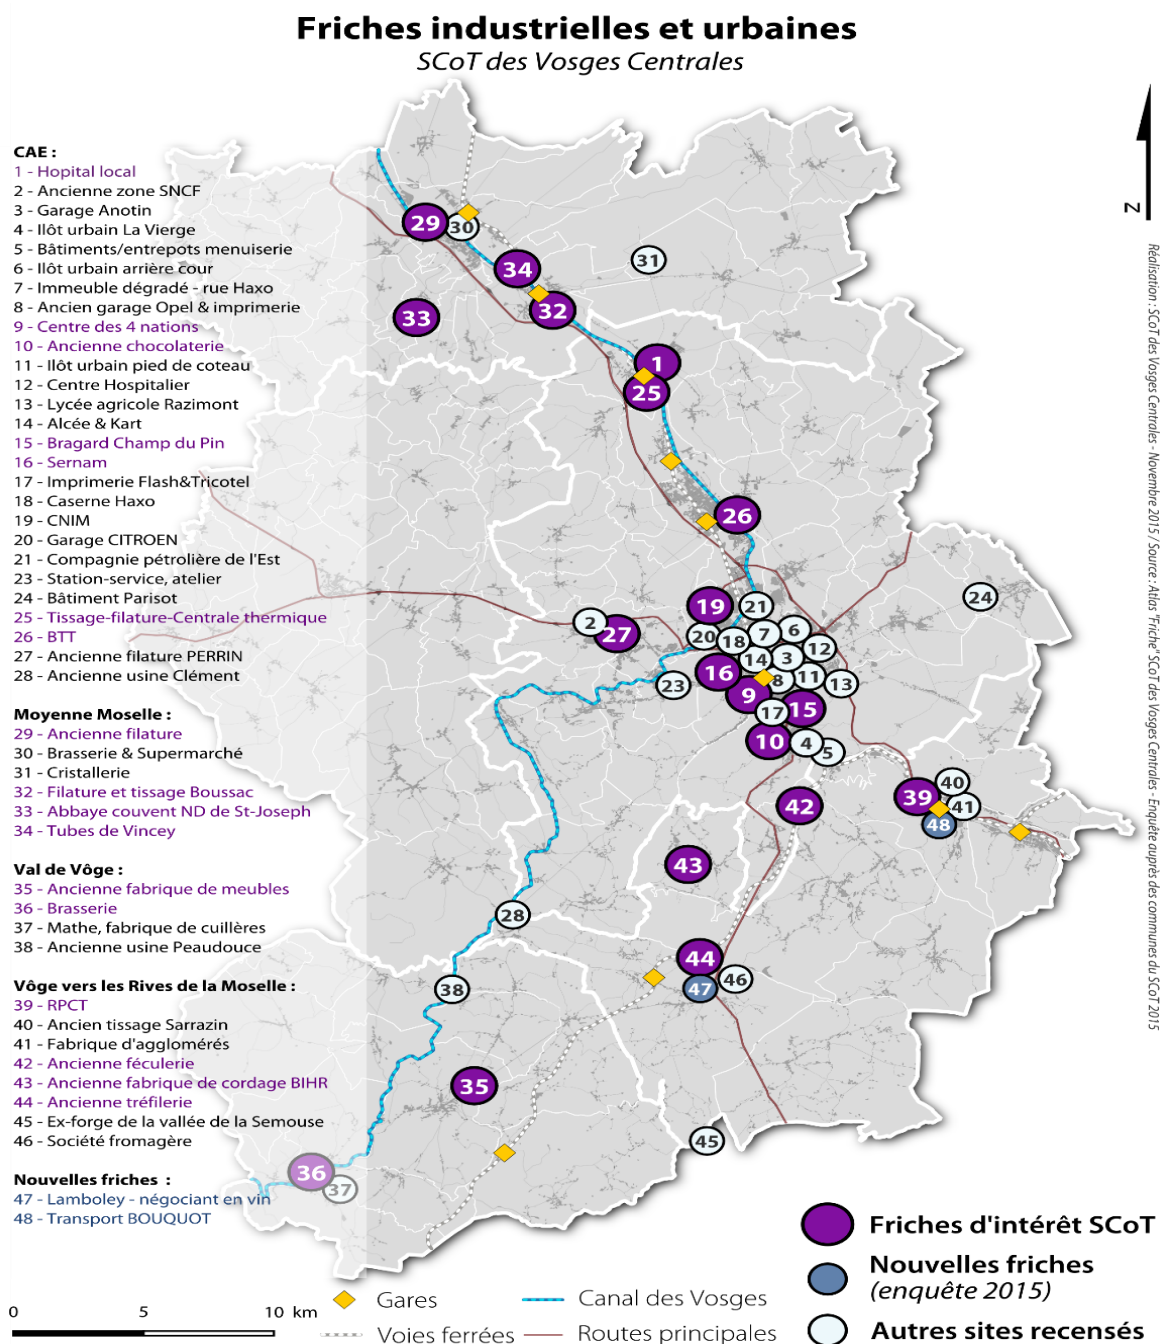 Friches industrielles et urbaines
SCoT des Vosges Centrales
CAE :
1 - Hopital local
2 - Ancienne zone SNCF
3 - Garage Anotin
4 - Ilôt urbain La Vierge
5 - Bâtiments/entrepots menuiserie
6 - Ilôt urbain arrière cour
7 - Immeuble dégradé - rue Haxo
8 - Ancien garage Opel & imprimerie
9 - Centre des 4 nations
10 - Ancienne chocolaterie
11 - Ilôt urbain pied de coteau
12 - Centre Hospitalier
13 - Lycée agricole Razimont
14 - Alcée & Kart
15 - Bragard Champ du Pin
16 - Sernam
17 - Imprimerie Flash&Tricotel
18 - Caserne Haxo
19 - CNIM
20 - Garage CITROEN
21 - Compagnie pétrolière de l'Est
23 - Station-service, atelier
24 - Bâtiment Parisot
25 - Tissage-filature-Centrale thermique
26 - BTT
27 - Ancienne filature PERRIN
28 - Ancienne usine Clément
Moyenne Moselle :
29 - Ancienne filature
30 - Brasserie & Supermarché
31 - Cristallerie
32 - Filature et tissage Boussac
33 - Abbaye couvent ND de St-Joseph
34 - Tubes de Vincey
Val de Vôge :
35 - Ancienne fabrique de meubles
36 - Brasserie
37 - Mathe, fabrique de cuillères
38 - Ancienne usine Peaudouce
Vôge vers les Rives de la Moselle :
39 - RPCT
40 - Ancien tissage Sarrazin
41 - Fabrique d'agglomérés
42 - Ancienne féculerie
43 - Ancienne fabrique de cordage BIHR
44 - Ancienne tréfilerie
45 - Ex-forge de la vallée de la Semouse
46 - Société fromagère
Nouvelles friches :
47 - Lamboley - négociant en vin
48 - Transport BOUQUOT
29
30
34
31
32
33
1
25
26
24
19
21
2
27
20
18
7
6
12
14
3
16
8
11
13
23
9
17
15
10
4
5
42
39
40
41
48
43
28
44
46
47
38
35
45
36
37
N
Réalisation : SCoT des Vosges Centrales - Novembre 2015 / Source : Atlas "Friche" SCoT des Vosges Centrales - Enquête auprès des communes du SCoT 2015
Friches d'intérêt SCoT
Nouvelles friches
(enquête 2015)
Autres sites recensés
Gares
Canal des Vosges
Voies ferrées
Routes principales
0 5 10 km